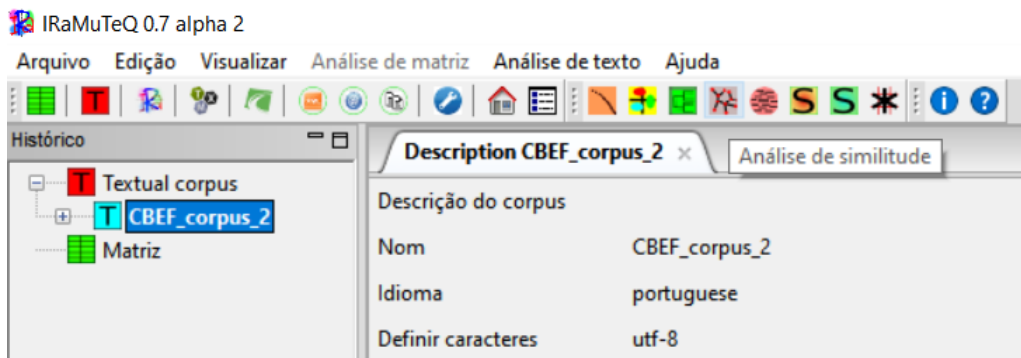 IRaMuTeQ 0.7 alpha 2
Arquivo Edição Visualizar Análise de matriz Análise de texto Ajuda
Histórico
Description CBEF_corpus_2
Análise de similitude
Textual corpus
CBEF_corpus_2
Matriz
Descrição do corpus
Nom CBEF_corpus_2
Idioma portuguese
Definir caracteres utf-8